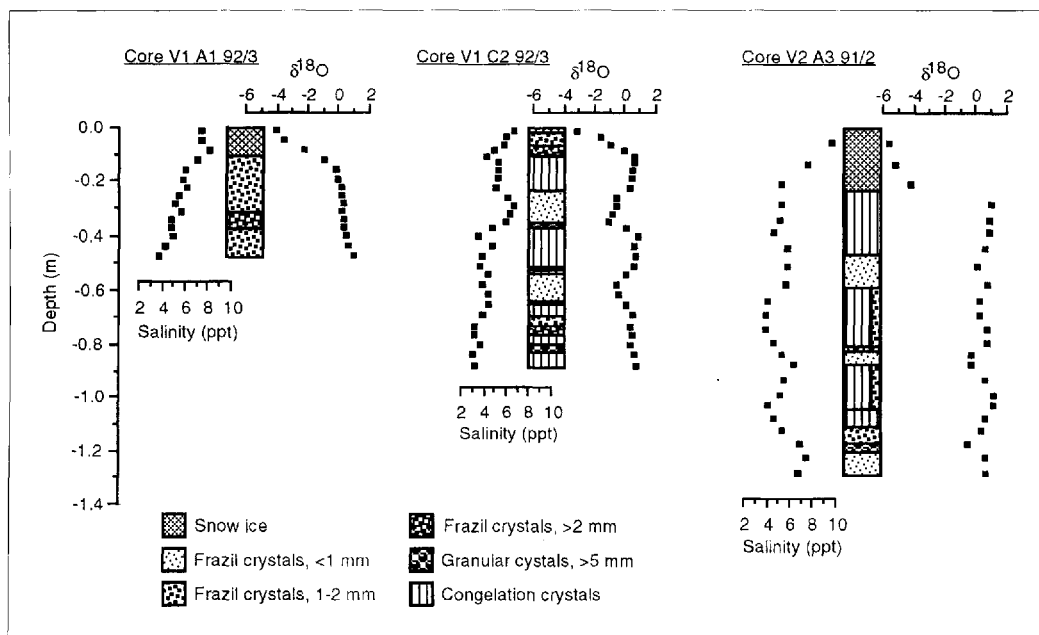 Core V1 A1 92/3
δ¹⁸O
-6 -4 -2 0 2
Core V1 C2 92/3
δ¹⁸O
-6 -4 -2 0 2
Core V2 A3 91/2
δ¹⁸O
-6 -4 -2 0 2
Depth (m)
0.0
-0.2
-0.4
-0.6
-0.8
-1.0
-1.2
-1.4
2 4 6 8 10
Salinity (ppt)
2 4 6 8 10
Salinity (ppt)
2 4 6 8 10
Salinity (ppt)
Snow ice
Frazil crystals, <1 mm
Frazil crystals, 1-2 mm
Frazil crystals, >2 mm
Granular cyrstals, >5 mm
Congelation crystals